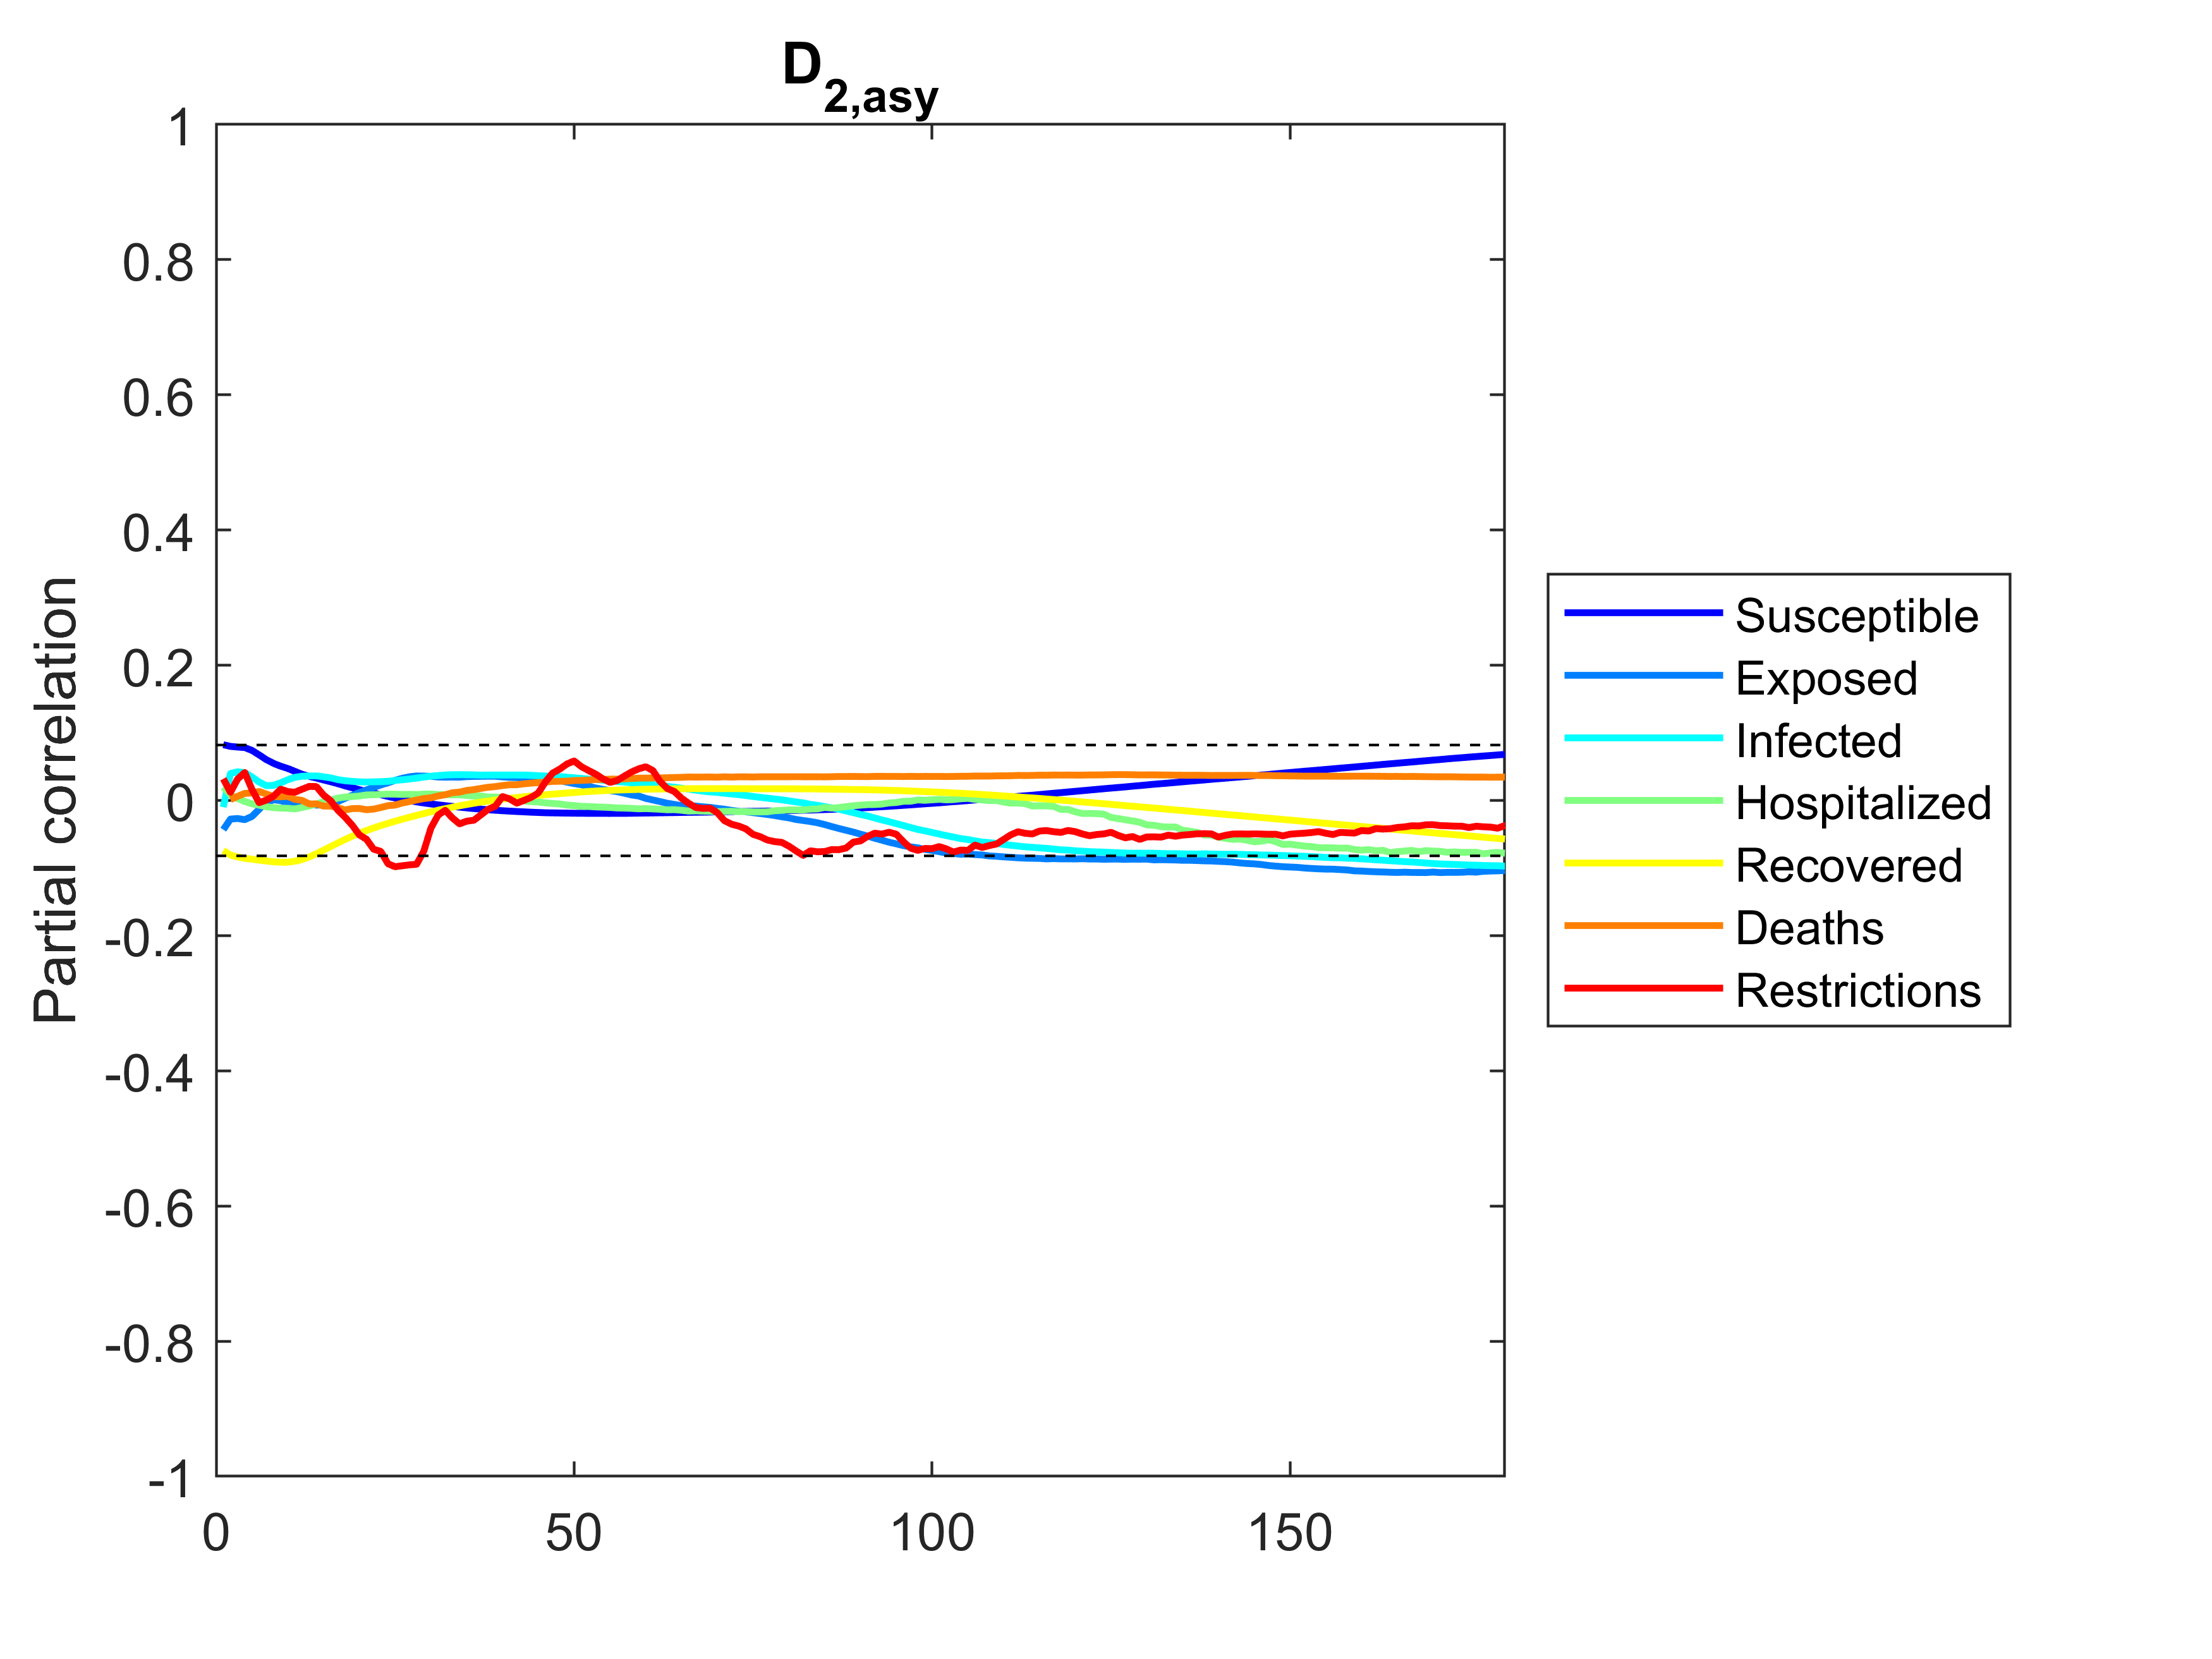 D2,asy
1
0.8
0.6
0.4
0.2
0
-0.2
-0.4
-0.6
-0.8
-1
Partial correlation
0 50 100 150
Susceptible
Exposed
Infected
Hospitalized
Recovered
Deaths
Restrictions